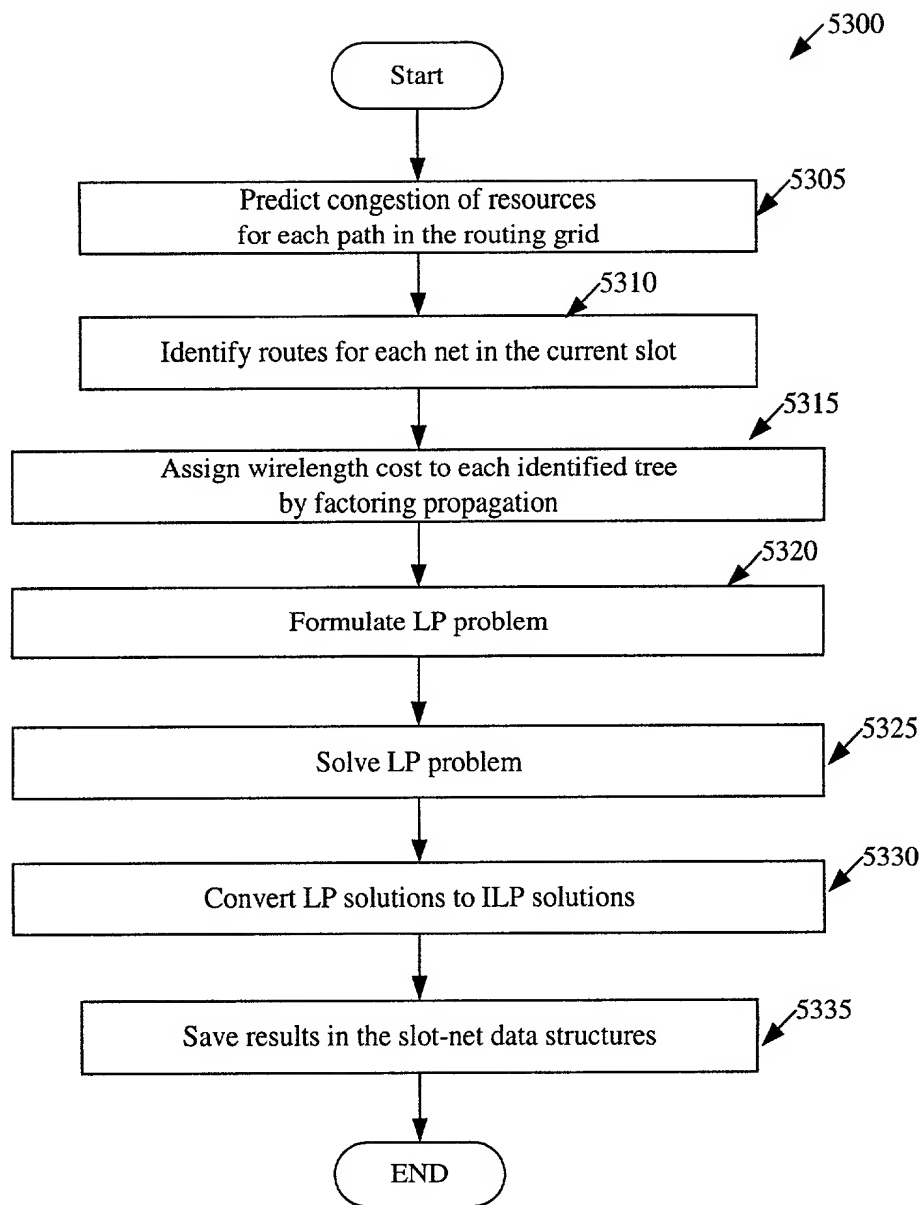 5300
Start
5305
Predict congestion of resources
for each path in the routing grid
5310
Identify routes for each net in the current slot
5315
Assign wirelength cost to each identified tree
by factoring propagation
5320
Formulate LP problem
5325
Solve LP problem
5330
Convert LP solutions to ILP solutions
5335
Save results in the slot-net data structures
END